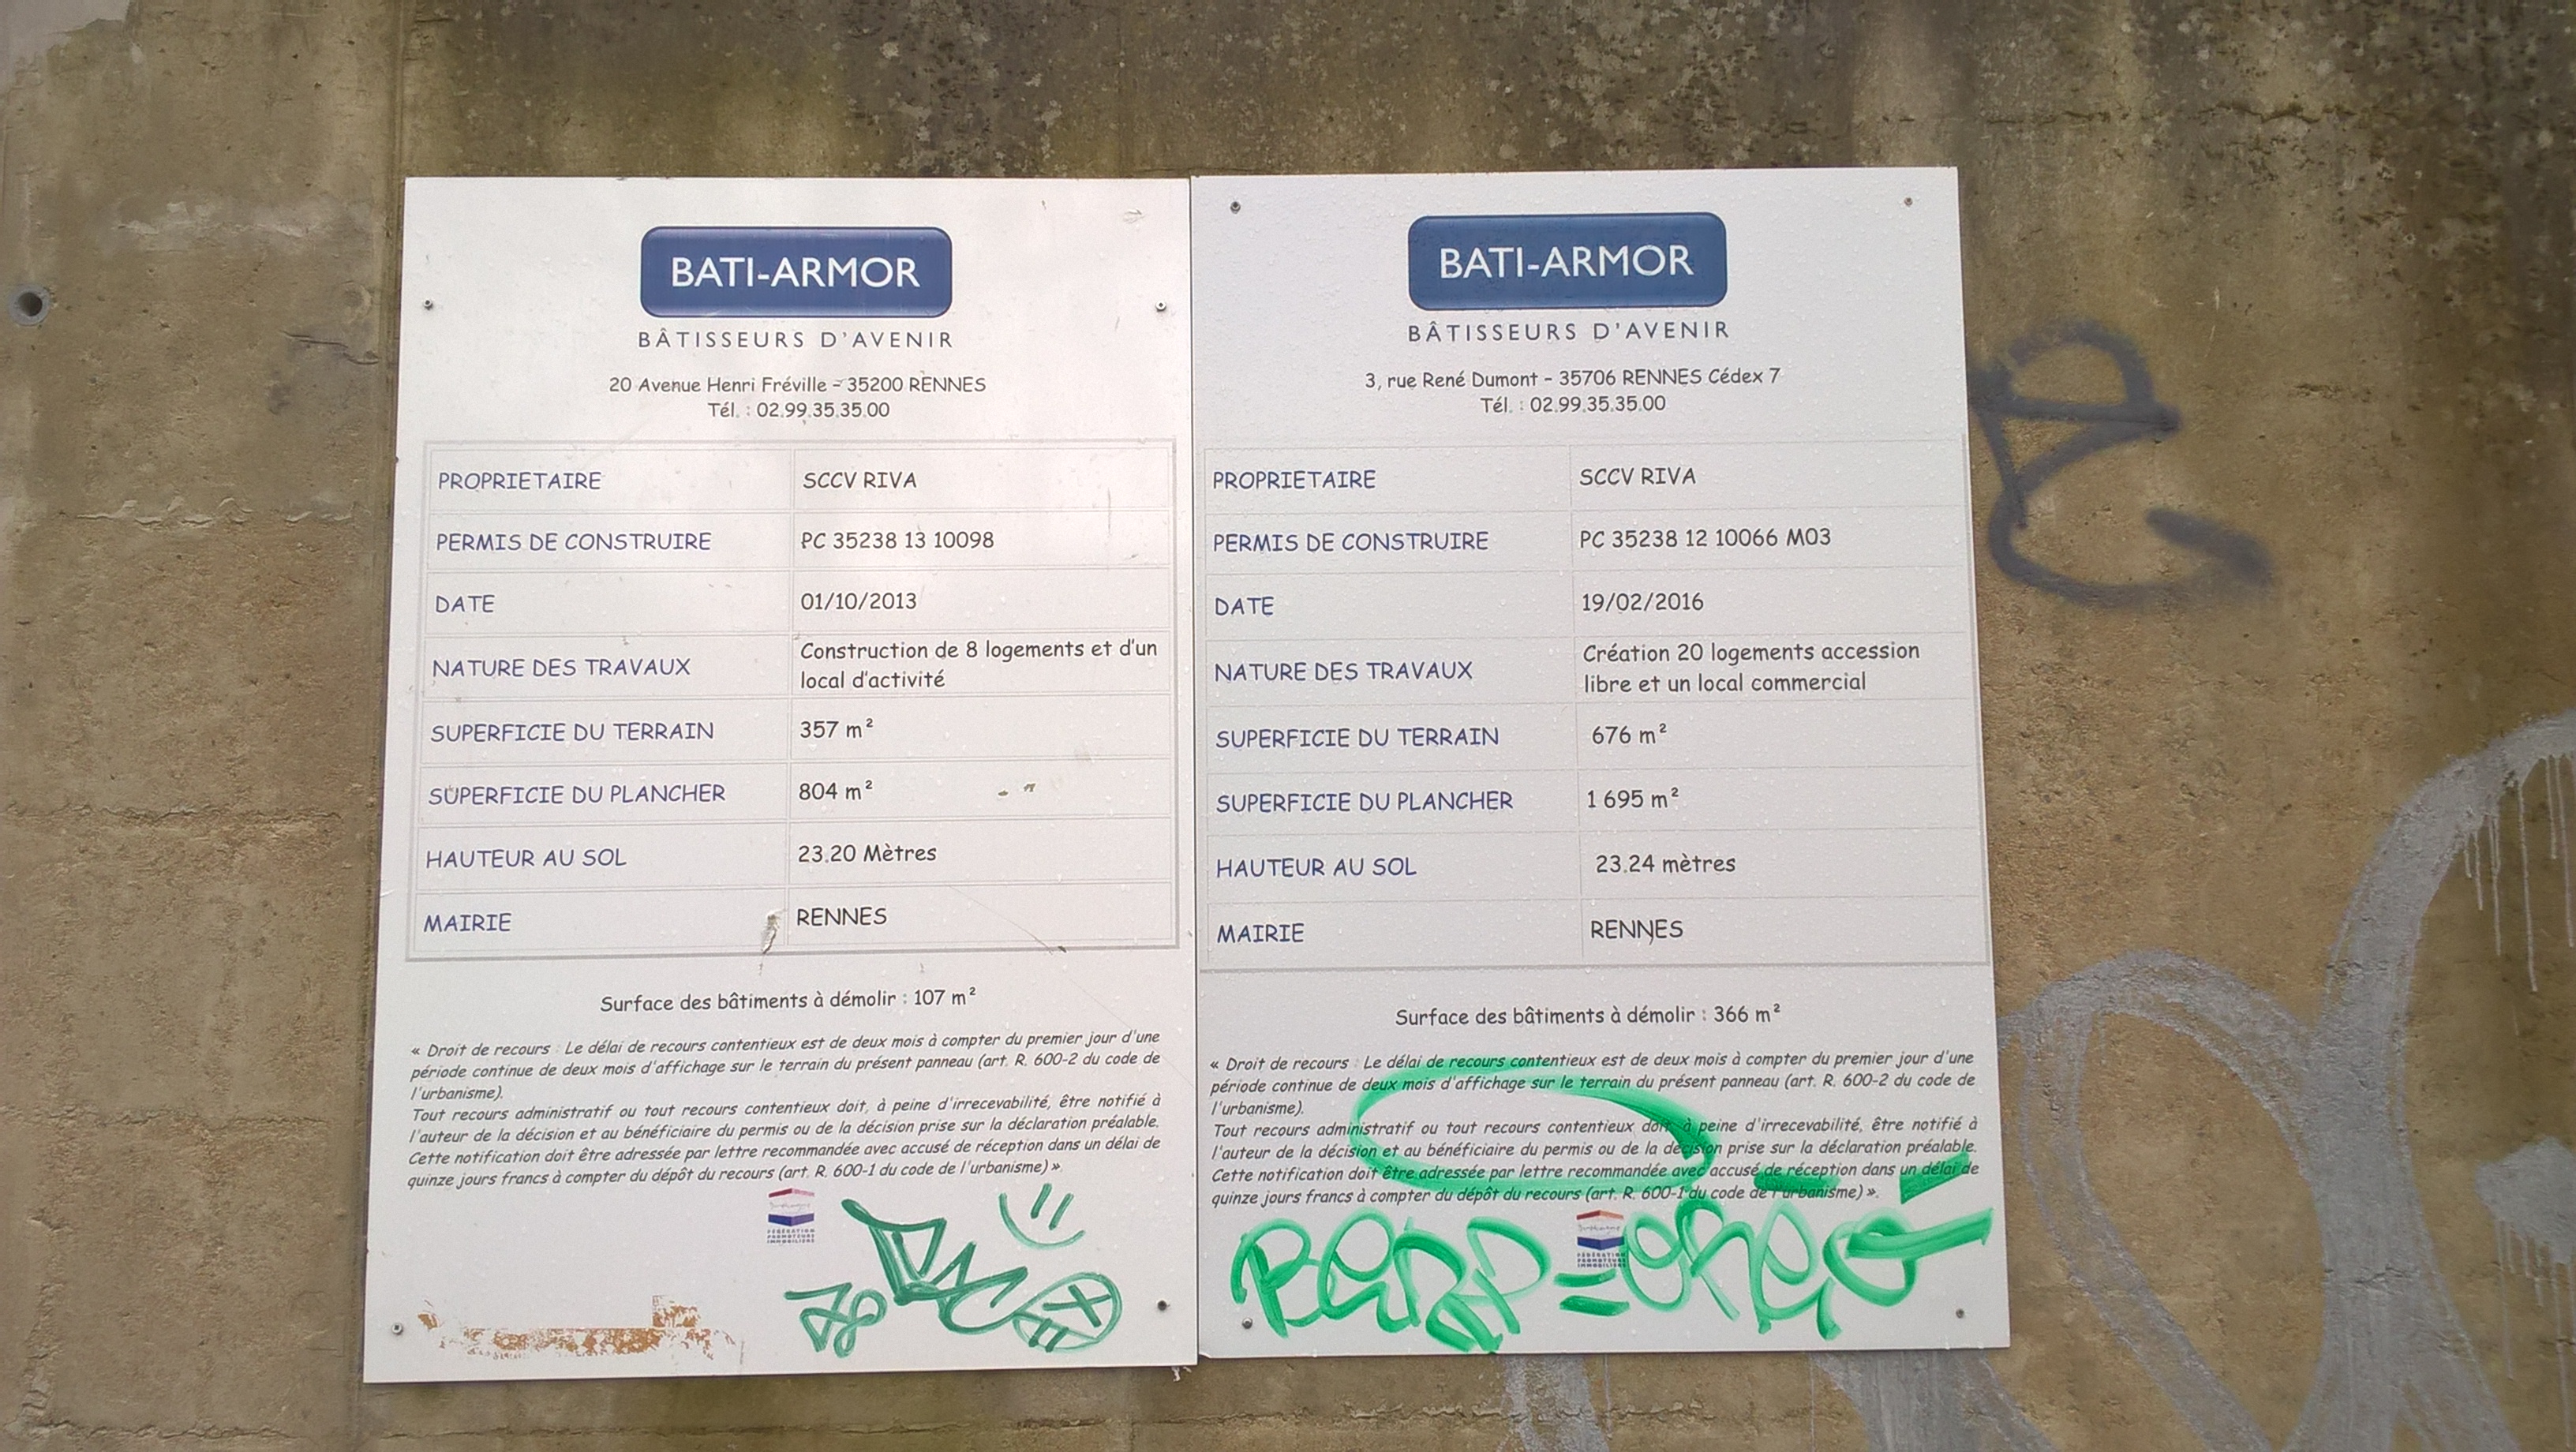 BATI-ARMOR
BÂTISSEURS D'AVENIR
20 Avenue Henri Fréville - 35200 RENNES
Tél. : 02.99.35.35.00
PROPRIETAIRE SCCV RIVA
PERMIS DE CONSTRUIRE PC 35238 13 10098
DATE 01/10/2013
NATURE DES TRAVAUX Construction de 8 logements et d'un
local d'activité
SUPERFICIE DU TERRAIN 357 m²
SUPERFICIE DU PLANCHER 804 m²
HAUTEUR AU SOL 23.20 Mètres
MAIRIE RENNES
Surface des bâtiments à démolir : 107 m²
« Droit de recours : Le délai de recours contentieux est de deux mois à compter du premier jour d'une
période continue de deux mois d'affichage sur le terrain du présent panneau (art. R. 600-2 du code de
l'urbanisme).
Tout recours administratif ou tout recours contentieux doit, à peine d'irrecevabilité, être notifié à
l'auteur de la décision et au bénéficiaire du permis ou de la décision prise sur la déclaration préalable.
Cette notification doit être adressée par lettre recommandée avec accusé de réception dans un délai de
quinze jours francs à compter du dépôt du recours (art. R. 600-1 du code de l'urbanisme) ».
FÉDÉRATION
PROMOTEURS
IMMOBILIERS
BATI-ARMOR
BÂTISSEURS D'AVENIR
3, rue René Dumont – 35706 RENNES Cédex 7
Tél. : 02.99.35.35.00
PROPRIETAIRE SCCV RIVA
PERMIS DE CONSTRUIRE PC 35238 12 10066 M03
DATE 19/02/2016
NATURE DES TRAVAUX Création 20 logements accession
libre et un local commercial
SUPERFICIE DU TERRAIN 676 m²
SUPERFICIE DU PLANCHER 1 695 m²
HAUTEUR AU SOL 23.24 mètres
MAIRIE RENNES
Surface des bâtiments à démolir : 366 m²
« Droit de recours : Le délai de recours contentieux est de deux mois à compter du premier jour d'une
période continue de deux mois d'affichage sur le terrain du présent panneau (art. R. 600-2 du code de
l'urbanisme).
Tout recours administratif ou tout recours contentieux doit, à peine d'irrecevabilité, être notifié à
l'auteur de la décision et au bénéficiaire du permis ou de la décision prise sur la déclaration préalable.
Cette notification doit être adressée par lettre recommandée avec accusé de réception dans un délai de
quinze jours francs à compter du dépôt du recours (art. R. 600-1 du code de l'urbanisme) ».
FÉDÉRATION
PROMOTEURS
IMMOBILIERS